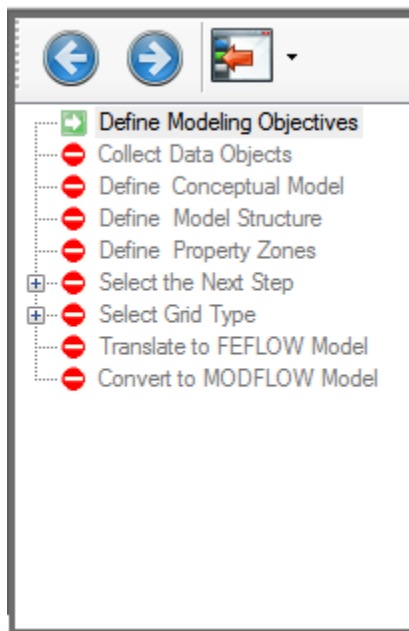 Define Modeling Objectives
Collect Data Objects
Define Conceptual Model
Define Model Structure
Define Property Zones
Select the Next Step
Select Grid Type
Translate to FEFLOW Model
Convert to MODFLOW Model